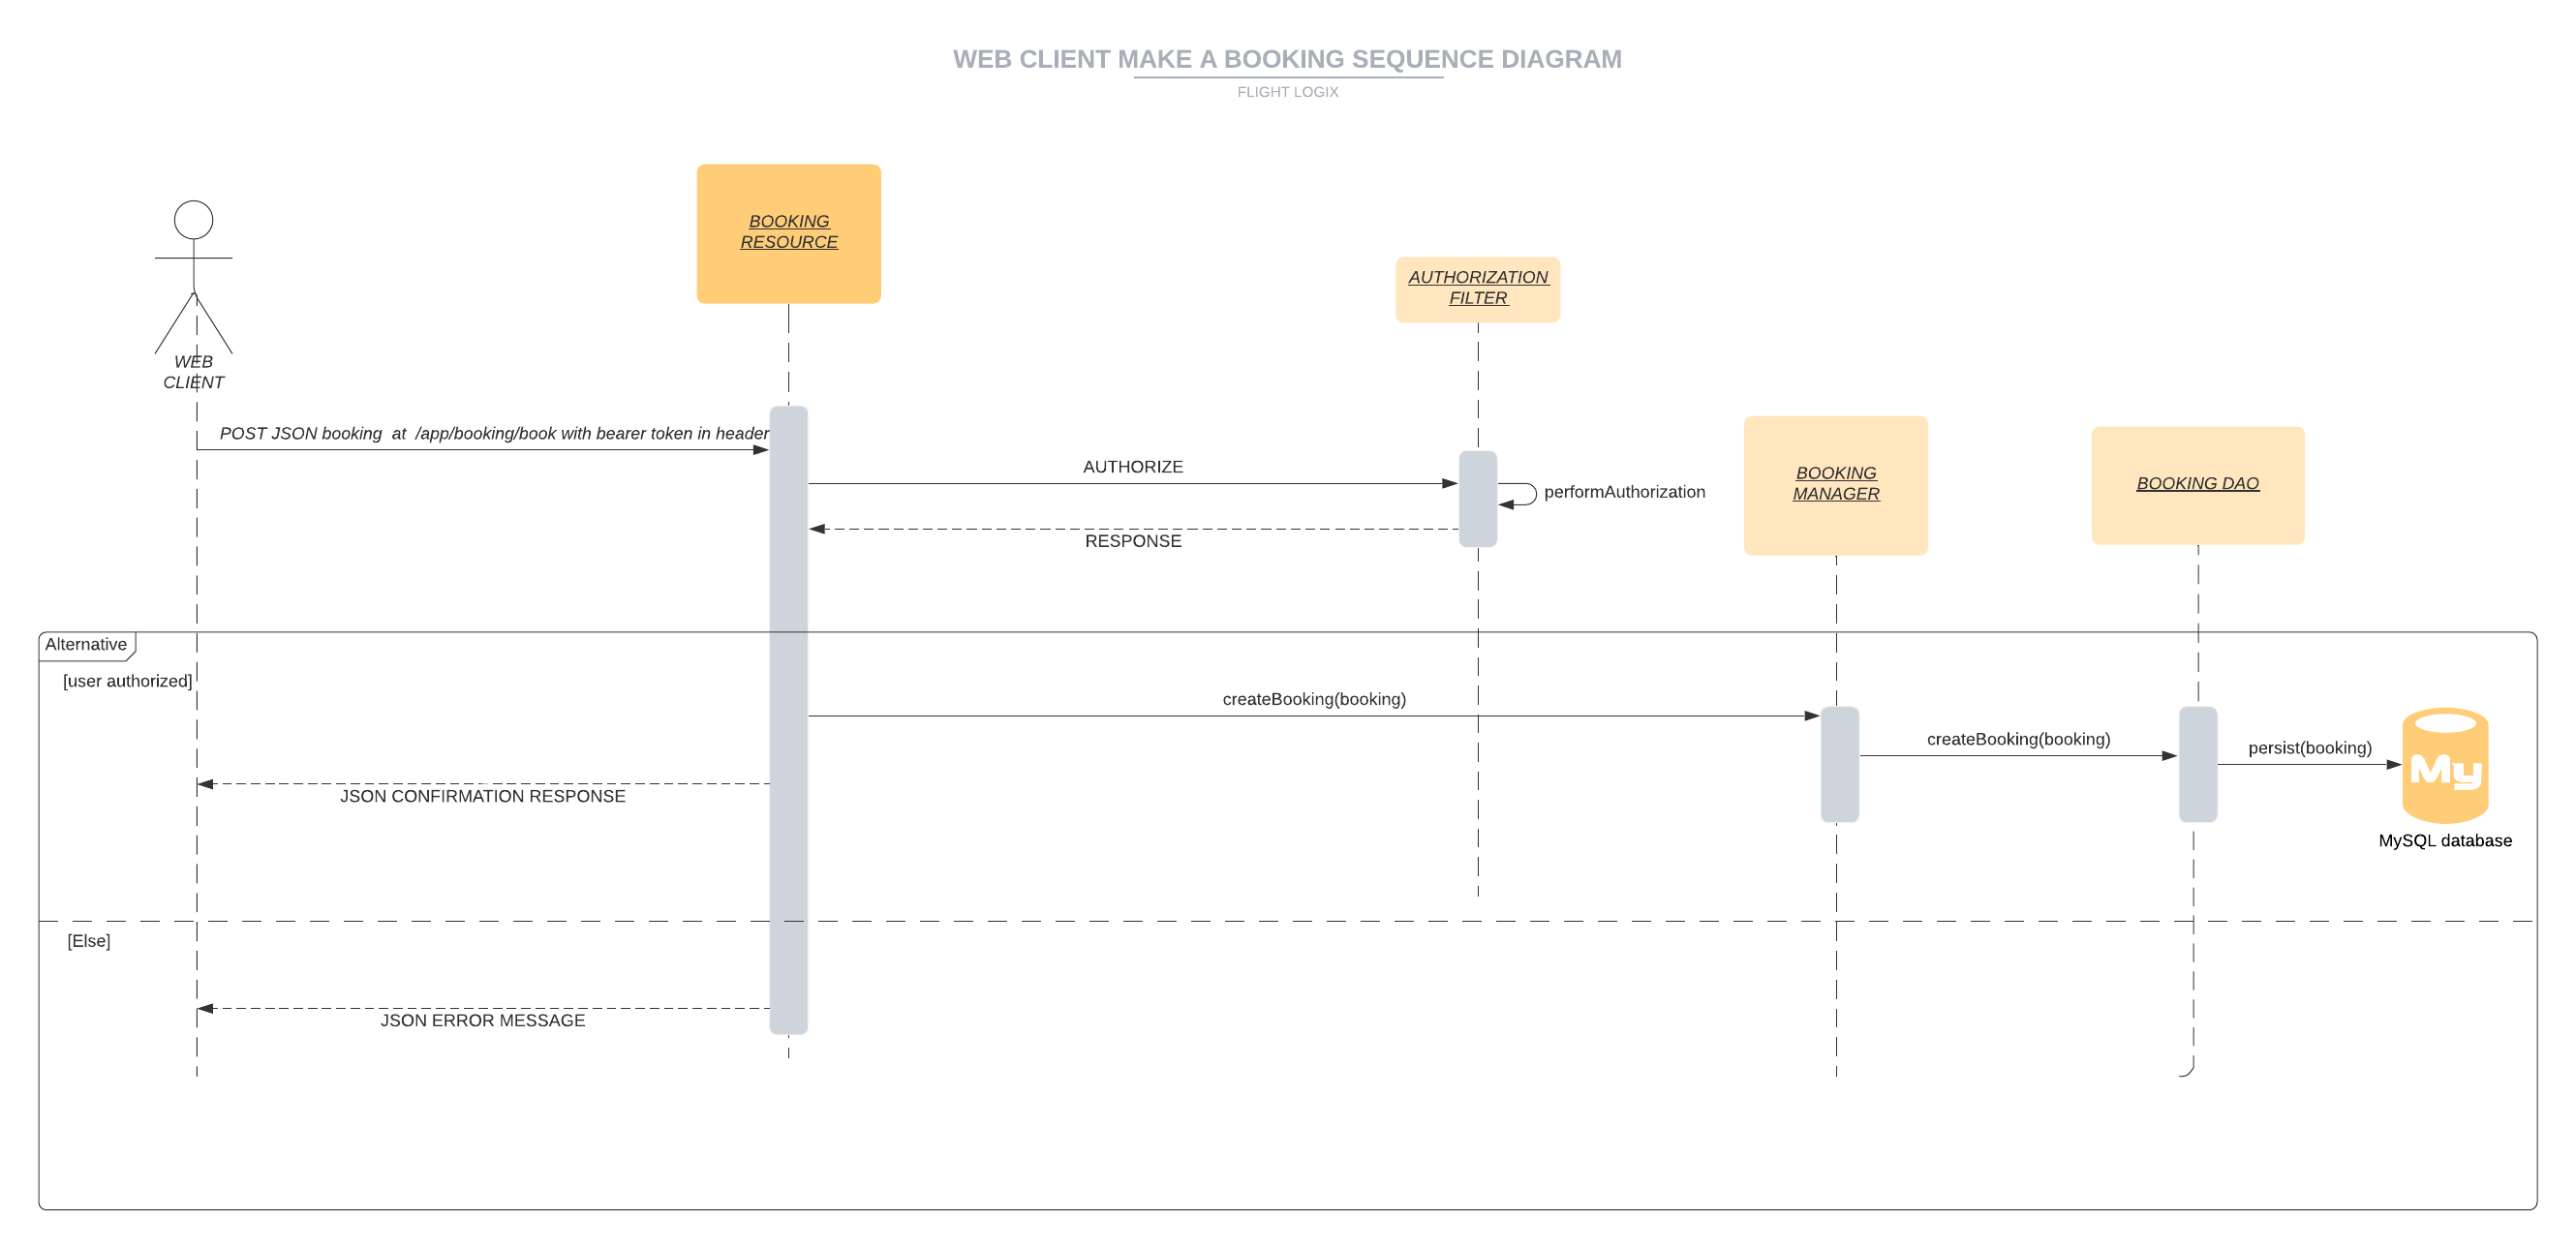 WEB CLIENT MAKE A BOOKING SEQUENCE DIAGRAM
FLIGHT LOGIX
BOOKING
RESOURCE
AUTHORIZATION
FILTER
WEB
CLIENT
POST JSON booking  at  /app/booking/book with bearer token in header
AUTHORIZE
performAuthorization
RESPONSE
BOOKING
MANAGER
BOOKING DAO
Alternative
[user authorized]
createBooking(booking)
createBooking(booking)
persist(booking)
My
MySQL database
JSON CONFIRMATION RESPONSE
[Else]
JSON ERROR MESSAGE